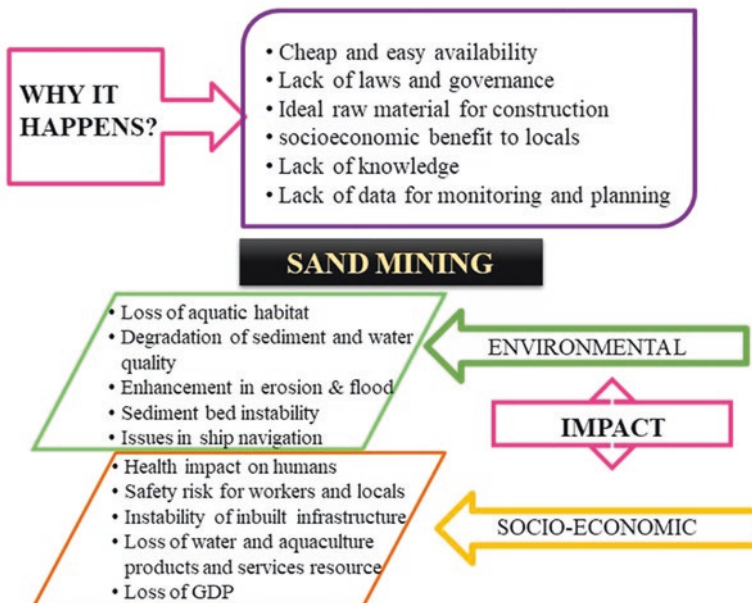 WHY IT
HAPPENS?
• Cheap and easy availability
• Lack of laws and governance
• Ideal raw material for construction
• socioeconomic benefit to locals
• Lack of knowledge
• Lack of data for monitoring and planning
SAND MINING
• Loss of aquatic habitat
• Degradation of sediment and water
quality
• Enhancement in erosion & flood
• Sediment bed instability
• Issues in ship navigation
ENVIRONMENTAL
IMPACT
• Health impact on humans
• Safety risk for workers and locals
• Instability of inbuilt infrastructure
• Loss of water and aquaculture
products and services resource
• Loss of GDP
SOCIO-ECONOMIC